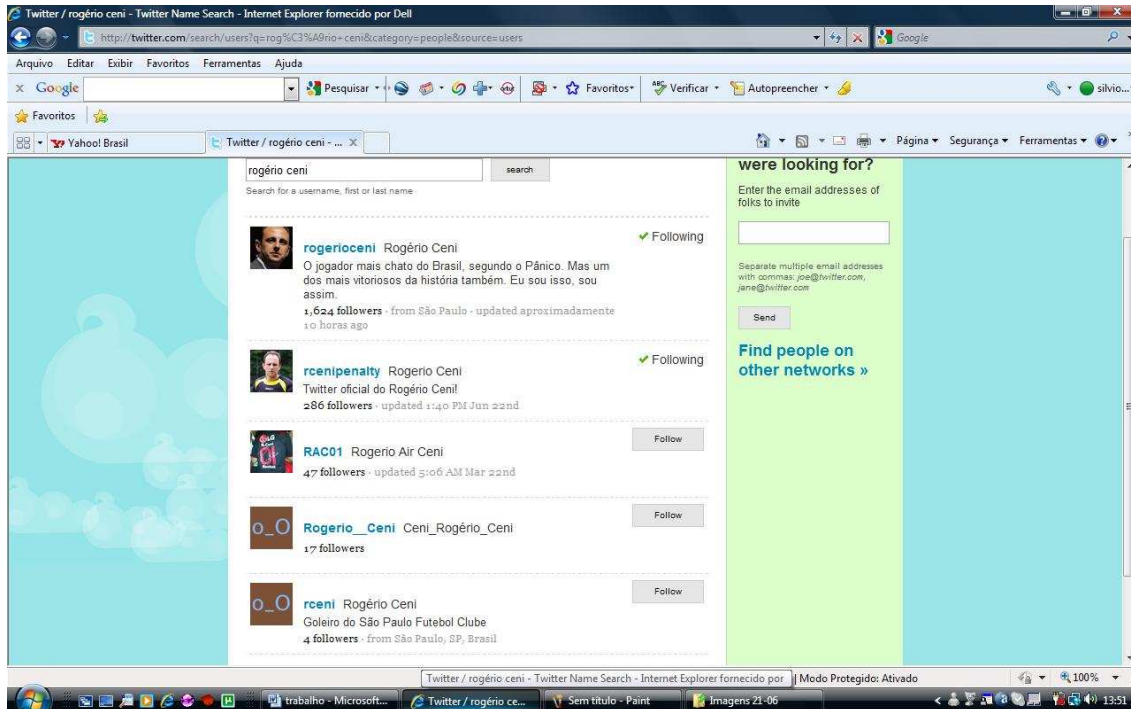 Twitter / rogério ceni - Twitter Name Search - Internet Explorer fornecido por Dell
http://twitter.com/search/users?q=rog%C3%A9rio+ceni&category=people&source=users
Google
Arquivo Editar Exibir Favoritos Ferramentas Ajuda
x Google Pesquisar Favoritos Verificar Autopreencher silvio...
Favoritos
Yahoo! Brasil Twitter / rogério ceni - ... X Página Segurança Ferramentas
rogério ceni search
Search for a username, first or last name
rogerioceni Rogério Ceni
Following
O jogador mais chato do Brasil, segundo o Pânico. Mas um
dos mais vitoriosos da história também. Eu sou isso, sou
assim.
1,624 followers · from São Paulo · updated aproximadamente
10 horas ago
rcenipenalty Rogerio Ceni
Following
Twitter oficial do Rogério Ceni!
286 followers · updated 1:40 PM Jun 22nd
RAC01 Rogerio Air Ceni
Follow
47 followers · updated 5:06 AM Mar 22nd
o_O
Rogerio__Ceni Ceni_Rogério_Ceni
Follow
17 followers
o_O
rceni Rogério Ceni
Follow
Goleiro do São Paulo Futebol Clube
4 followers · from São Paulo, SP, Brasil
were looking for?
Enter the email addresses of
folks to invite
Separate multiple email addresses
with commas: joe@twitter.com,
jane@twitter.com
Send
Find people on
other networks »
Twitter / rogério ceni - Twitter Name Search - Internet Explorer fornecido por
| Modo Protegido: Ativado
100%
trabalho - Microsoft... Twitter / rogério ce... Sem título - Paint Imagens 21-06 13:51